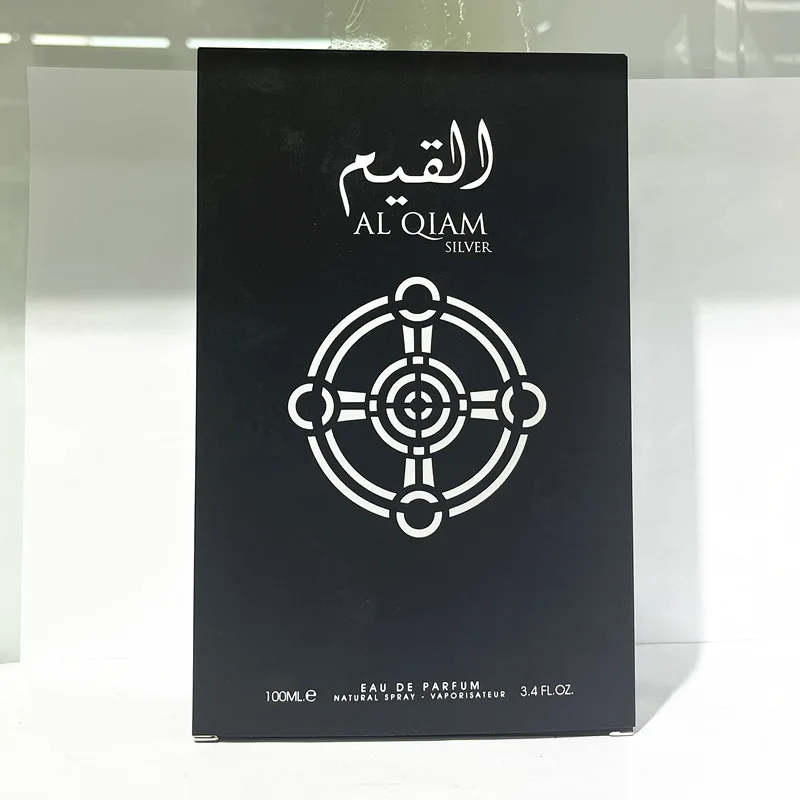 القيم
AL QIAM
SILVER
100ML.e
EAU DE PARFUM
NATURAL SPRAY - VAPORISATEUR
3.4 FL.OZ.